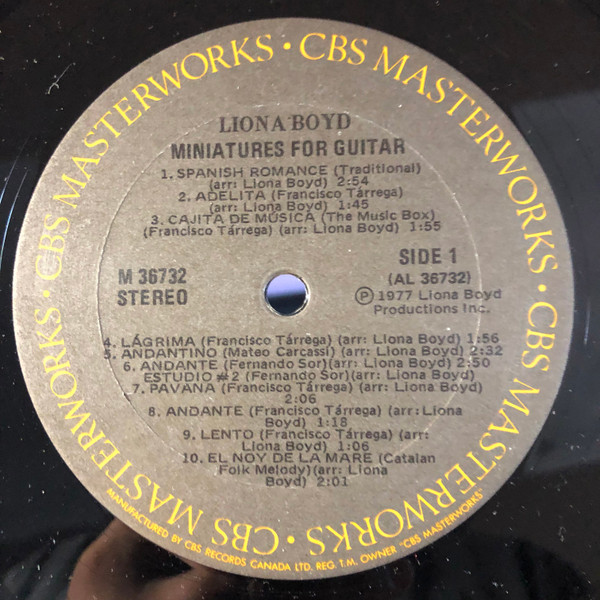 CBS MASTERWORKS · CBS MASTERWORKS · CBS MASTERWORKS · CBS MASTERWORKS ·
LIONA BOYD
MINIATURES FOR GUITAR
1. SPANISH ROMANCE (Traditional)
(arr: Liona Boyd) 2:54
2. ADELITA (Francisco Tárrega)
(arr: Liona Boyd) 1:45
3. CAJITA DE MÚSICA (The Music Box)
(Francisco Tárrega) (arr: Liona Boyd) 1:55
M 36732
STEREO
SIDE 1
(AL 36732)
Ⓟ 1977 Liona Boyd
Productions Inc.
4. LÁGRIMA (Francisco Tárrega) (arr: Liona Boyd) 1:56
5. ANDANTINO (Mateo Carcassi) (arr: Liona Boyd) 2:32
6. ANDANTE (Fernando Sor)(arr: Liona Boyd) 2:50
ESTUDIO #2 (Fernando Sor)(arr: Liona Boyd)
7. PAVANA (Francisco Tárrega) (arr: Liona Boyd)
2:06
8. ANDANTE (Francisco Tárrega) (arr: Liona
Boyd) 1:18
9. LENTO (Francisco Tárrega) (arr:
Liona Boyd) 1:06
10. EL NOY DE LA MARE (Catalan
Folk Melody)(arr: Liona
Boyd) 2:01
MANUFACTURED BY CBS RECORDS CANADA LTD. REG. T.M. OWNER "CBS MASTERWORKS"